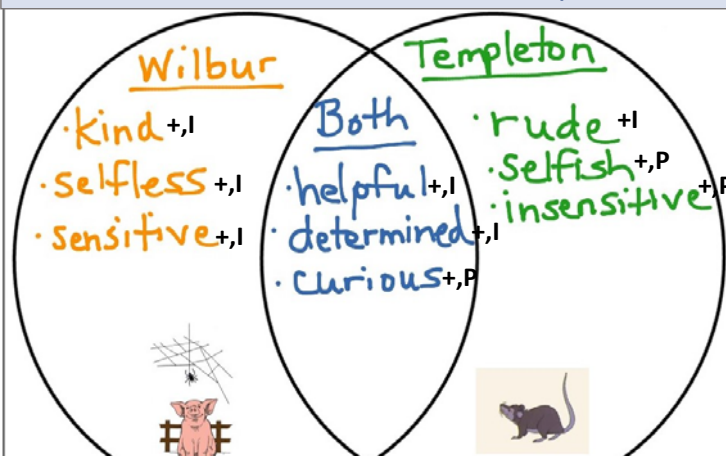 Wilbur
· kind +,I
· selfless +,I
· sensitive +,I
Both
· helpful +,I
· determined +,I
· curious +,P
Templeton
· rude +I
· selfish +,P
· insensitive +,P